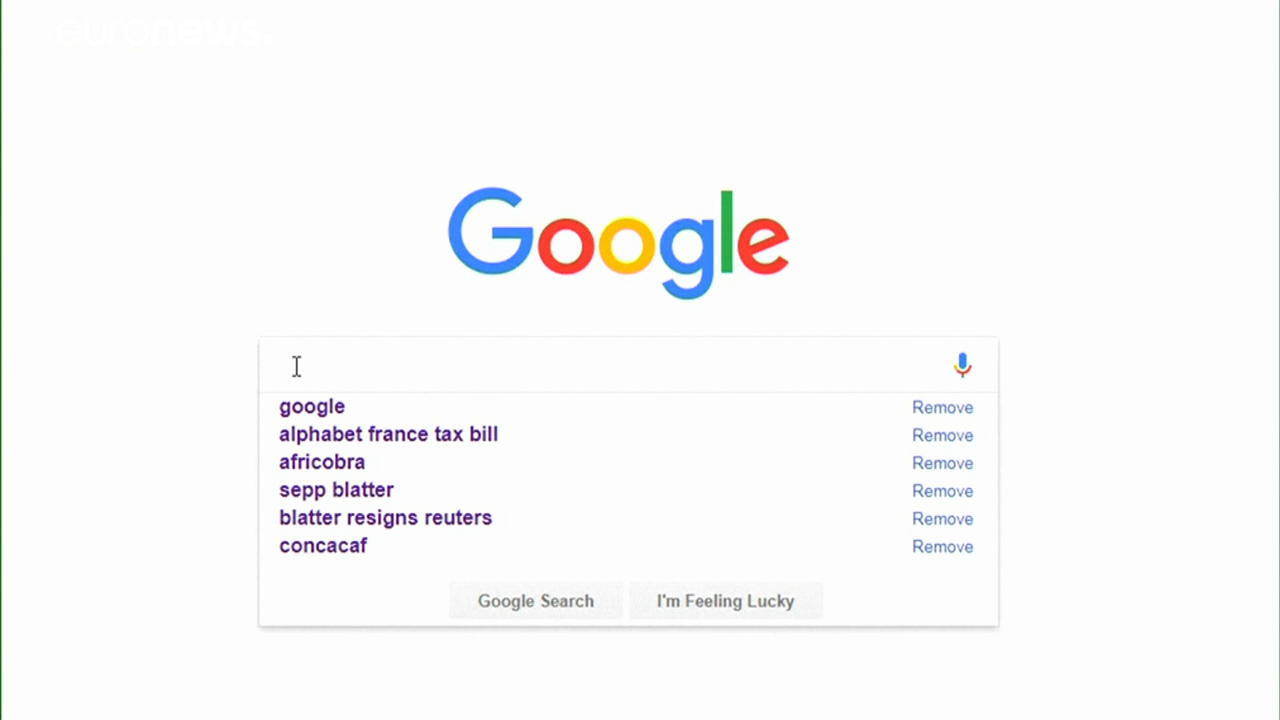 euronews.
Google
google Remove
alphabet france tax bill Remove
africobra Remove
sepp blatter Remove
blatter resigns reuters Remove
concacaf Remove
Google Search I'm Feeling Lucky